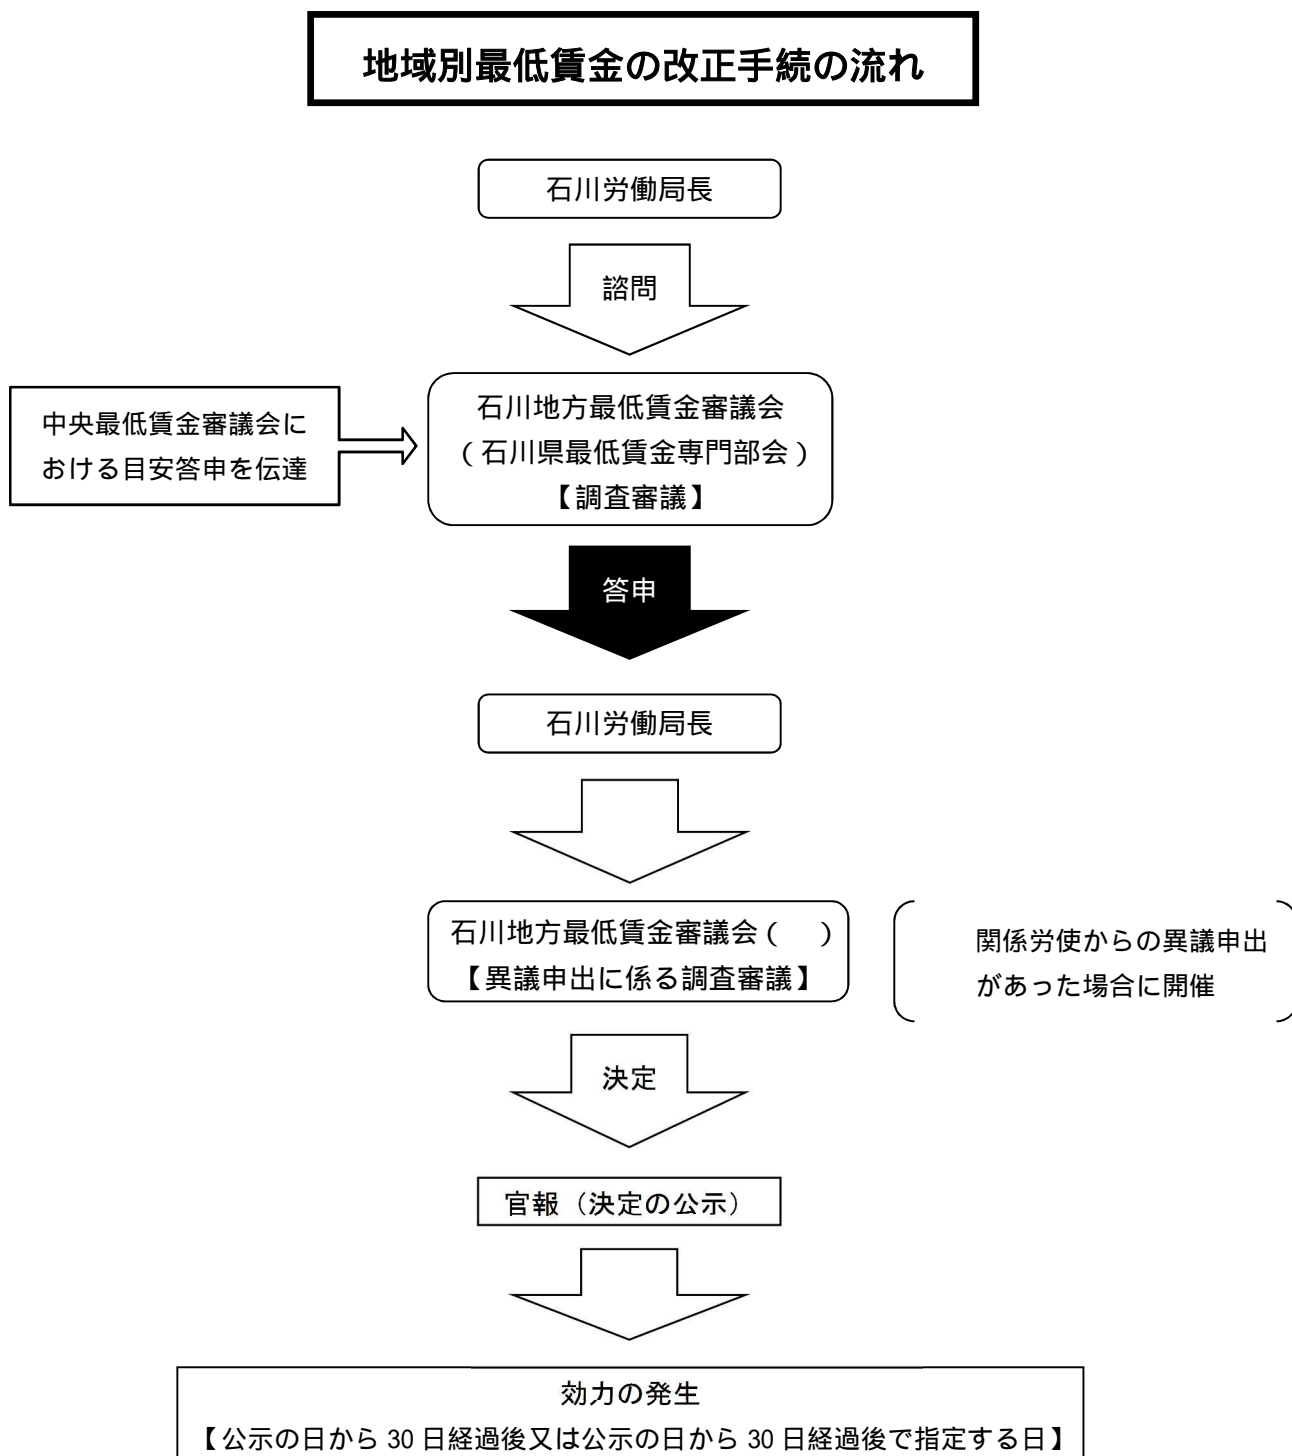 地域別最低賃金の改正手続の流れ
石川労働局長
諮問
中央最低賃金審議会に
おける目安答申を伝達
石川地方最低賃金審議会
(石川県最低賃金専門部会)
【調査審議】
答申
石川労働局長
石川地方最低賃金審議会( )
【異議申出に係る調査審議】
関係労使からの異議申出
があった場合に開催
決定
官報(決定の公示)
効力の発生
【公示の日から 30 日経過後又は公示の日から 30 日経過後で指定する日】